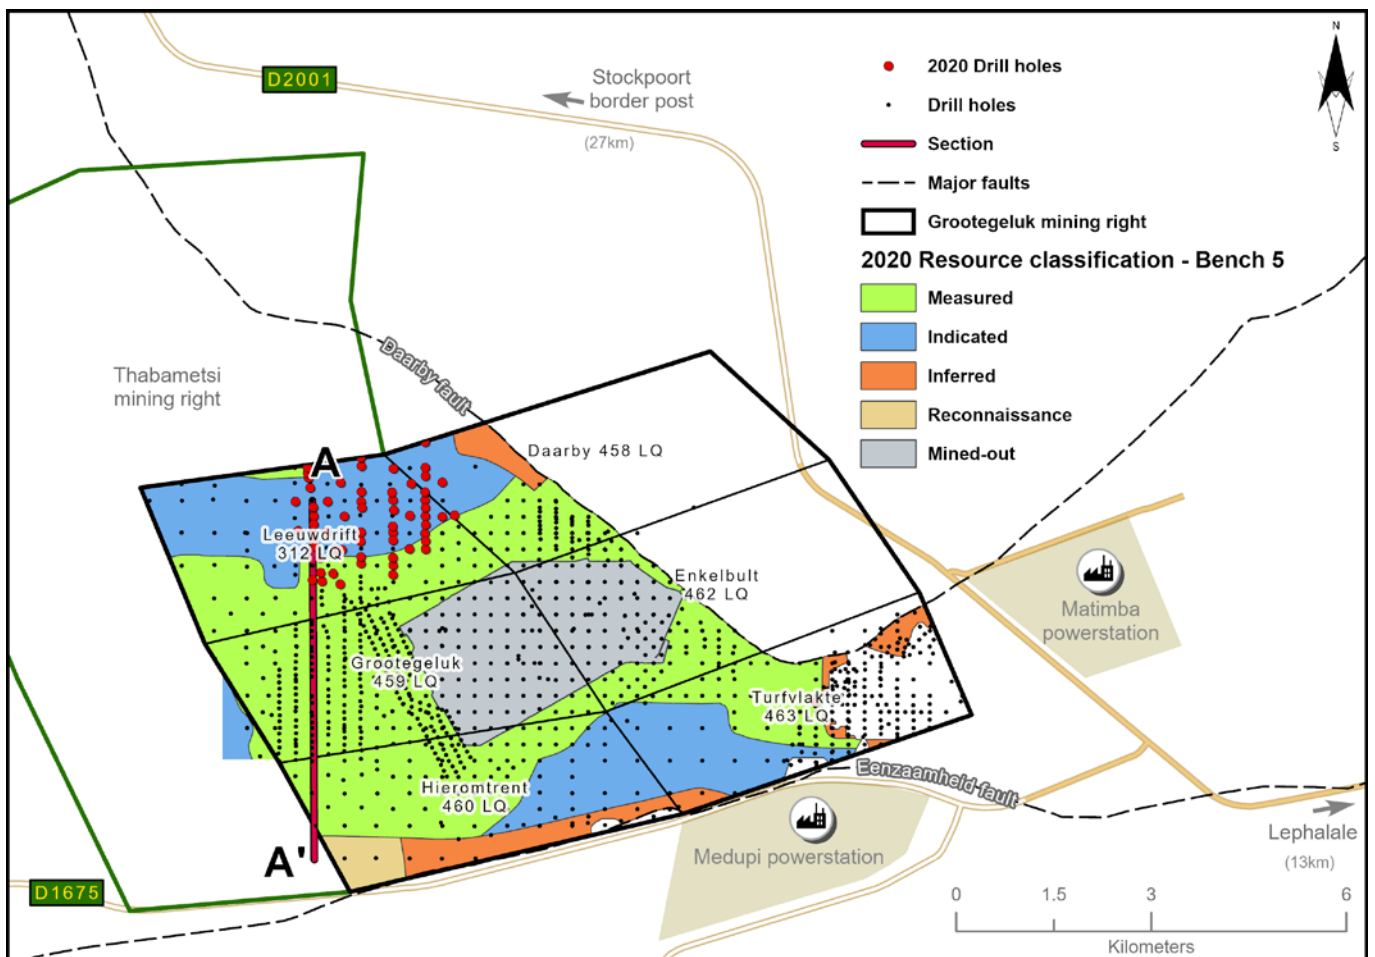 D2001
Stockpoort
border post
(27km)
N
S
2020 Drill holes
Drill holes
Section
Major faults
Grootegeluk mining right
2020 Resource classification - Bench 5
Measured
Indicated
Inferred
Reconnaissance
Mined-out
Thabametsi
mining right
Daarby fault
A
Daarby 458 LQ
Leeuwdrift
312 LQ
Enkelbult
462 LQ
Matimba
powerstation
Grootegeluk
459 LQ
Turfvlakte
463 LQ
Hieromtrent
460 LQ
Eenzaamheid fault
A'
Medupi powerstation
Lephalale
(13km)
D1675
0 1.5 3 6
Kilometers